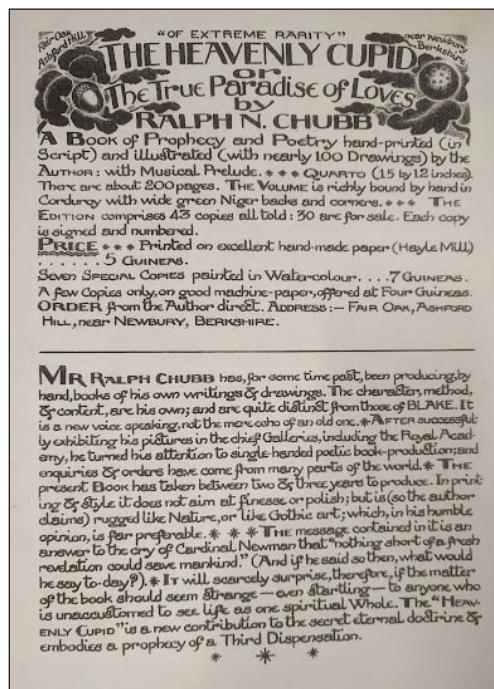 Fair Oak
Ashford Hill,
near Newbury
Berkshire
"OF EXTREME RARITY"
THE HEAVENLY CUPID
or
The True Paradise of Loves
by
RALPH N. CHUBB
A BOOK of Prophecy and Poetry hand-printed (in
Script) and illustrated (with nearly 100 Drawings) by the
AUTHOR: with Musical Prelude. * * * QUARTO (15 by 12 inches).
There are about 200 pages. THE VOLUME is richly bound by hand in
Corduroy with wide green Niger backs and corners. * * * THE
EDITION comprises 43 copies all told: 30 are for sale. Each copy
is signed and numbered.
PRICE * * * Printed on excellent hand-made paper (Hayle Mill)
. . . . . . 5 GUINEAS.
Seven SPECIAL COPIES painted in Watercolour. . . . 7 GUINEAS.
A few Copies only, on good machine-paper, offered at Four Guineas.
ORDER from the Author direct. ADDRESS:— FAIR OAK, ASHFORD
HILL, near NEWBURY, BERKSHIRE.
MR RALPH CHUBB has, for some time past, been producing, by
hand, books of his own writings & drawings. The character, method,
& content, are his own; and are quite distinct from those of BLAKE. It
is a new voice speaking, not the mere echo of an old one. * AFTER successful-
ly exhibiting his pictures in the chief Galleries, including the Royal Acad-
emy, he turned his attention to single-handed poetic book-production; and
enquiries & orders have come from many parts of the world. * THE
present Book has taken between two & three years to produce. In print-
ing & style it does not aim at finesse or polish; but is (so the author
claims) rugged like Nature, or like Gothic art; which, in his humble
opinion, is far preferable. * * * THE message contained in it is an
answer to the cry of Cardinal Newman that "nothing short of a fresh
revelation could save mankind." (And if he said so then, what would
he say to-day?). * IT will scarcely surprise, therefore, if the matter
of the book should seem strange — even startling — to anyone who
is unaccustomed to see life as one spiritual Whole. The "HEAV-
ENLY CUPID" is a new contribution to the secret eternal doctrine &
embodies a prophecy of a Third Dispensation.
* * *